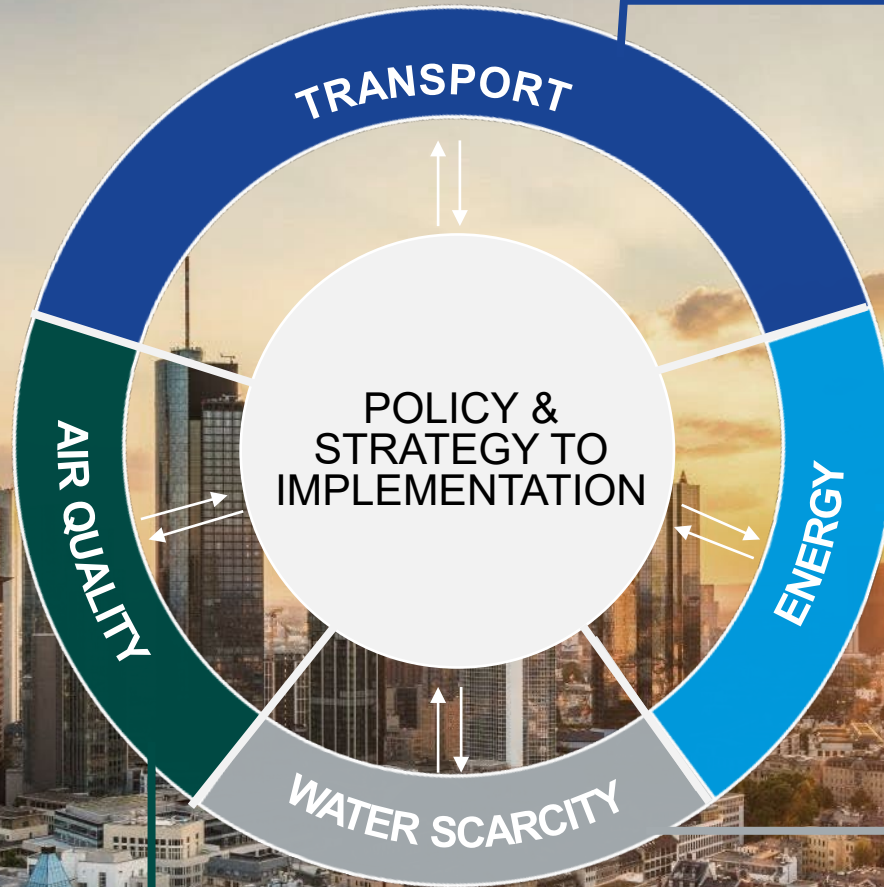 TRANSPORT
POLICY &
STRATEGY TO
IMPLEMENTATION
AIR QUALITY
ENERGY
WATER SCARCITY